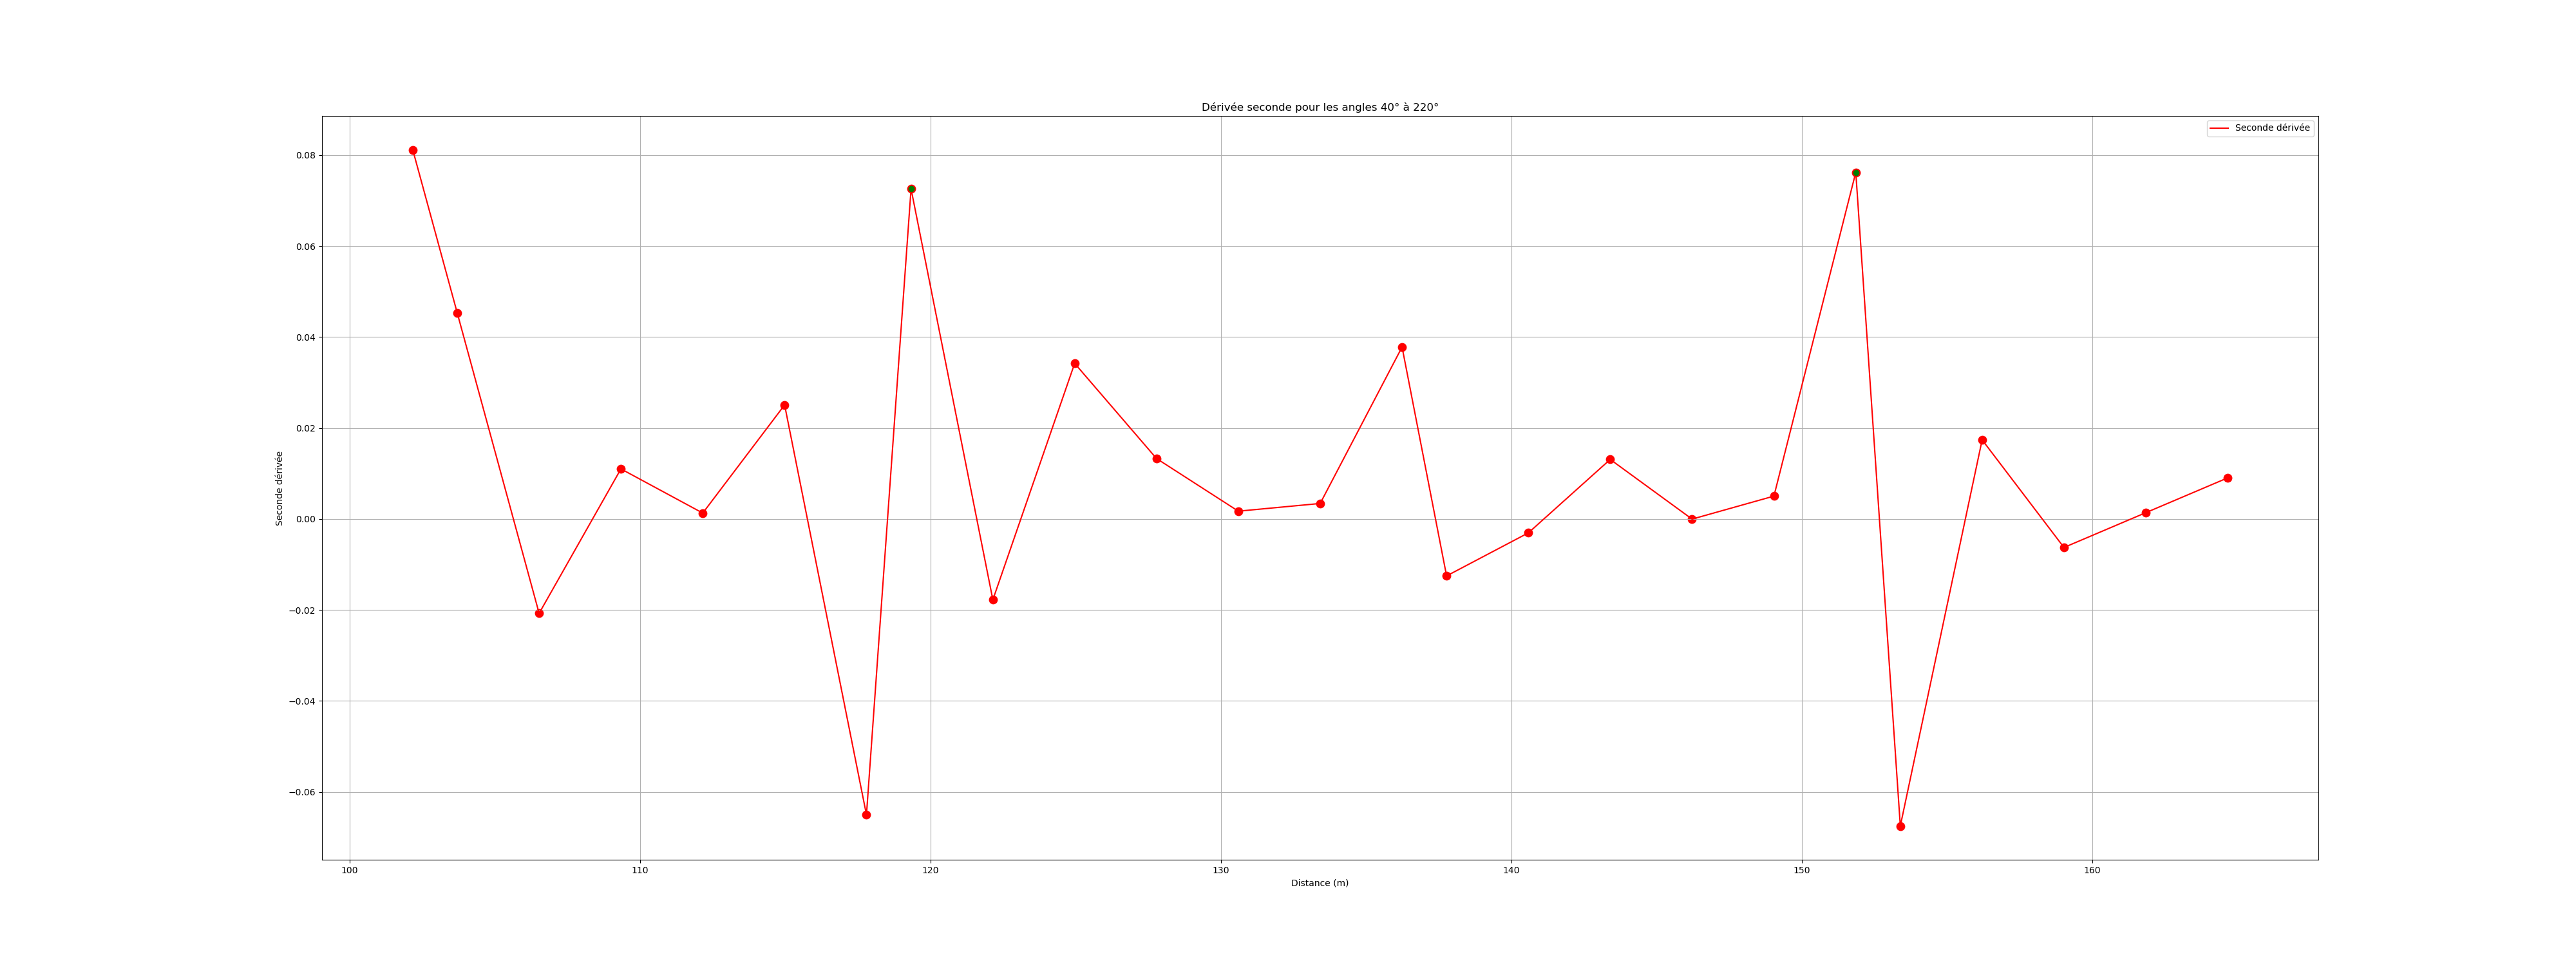 Dérivée seconde pour les angles 40° à 220°
Seconde dérivée
0.08
0.06
0.04
0.02
0.00
−0.02
−0.04
−0.06
Seconde dérivée
100 110 120 130 140 150 160
Distance (m)